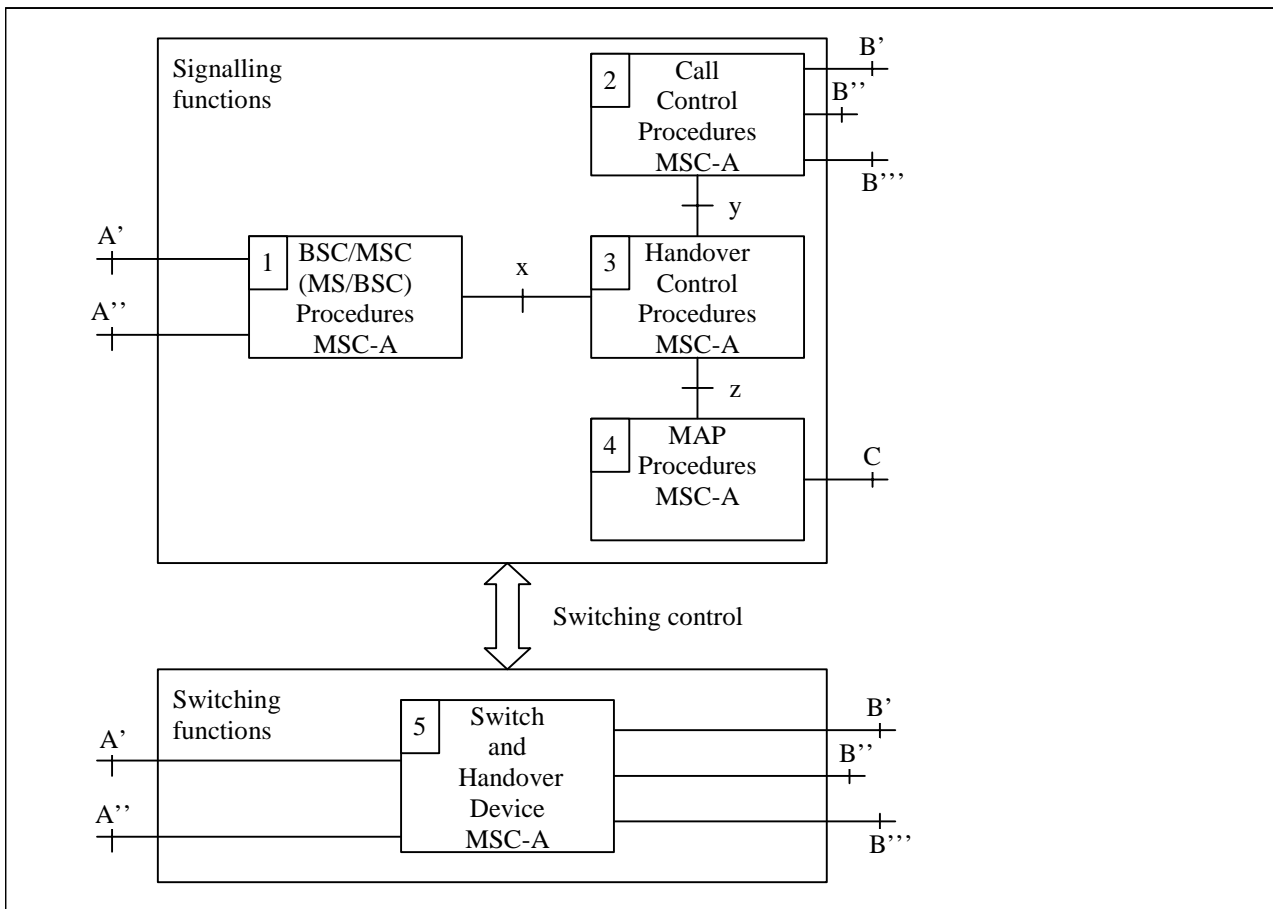 Signalling
functions
2
Call
Control
Procedures
MSC-A
B’
B’’
B’’’
y
A’
A’’
1
BSC/MSC
(MS/BSC)
Procedures
MSC-A
x
3
Handover
Control
Procedures
MSC-A
z
4
MAP
Procedures
MSC-A
C
Switching control
Switching
functions
A’
A’’
5
Switch
and
Handover
Device
MSC-A
B’
B’’
B’’’